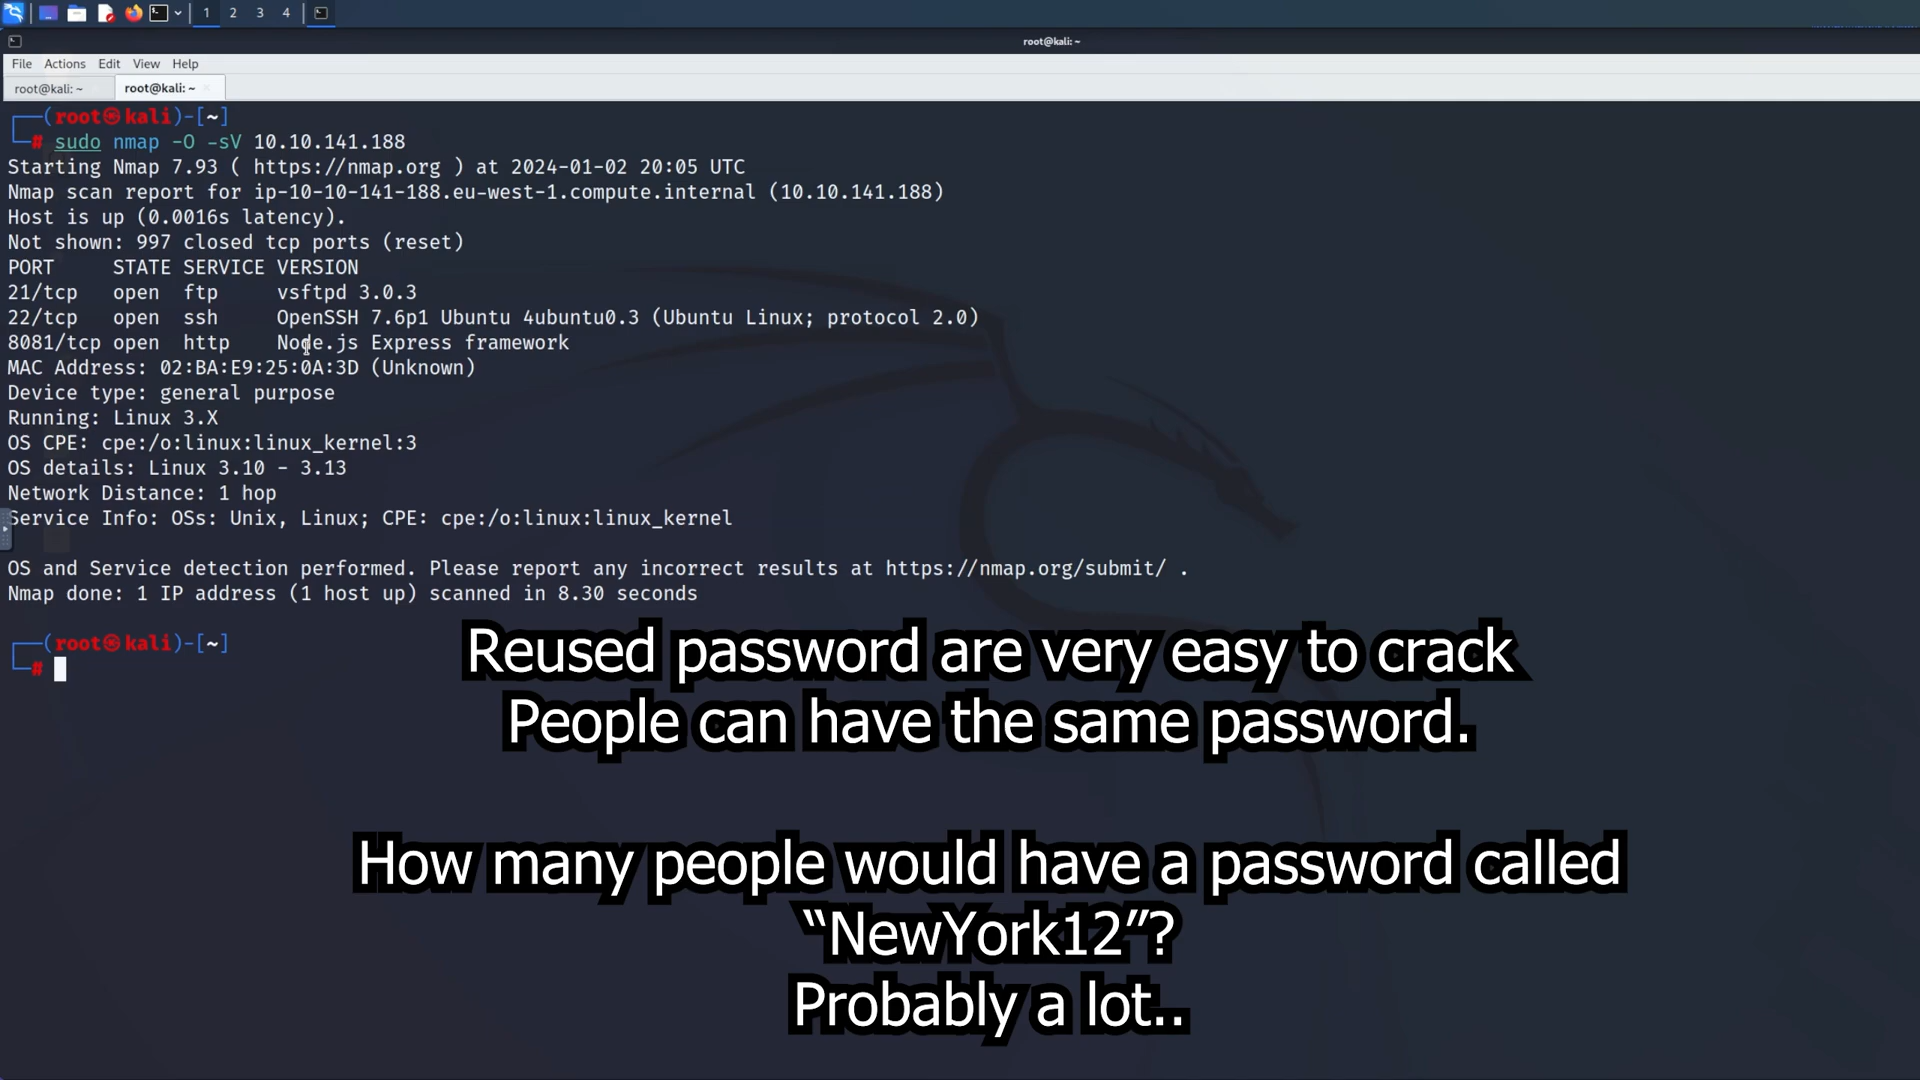 1 2 3 4
root@kali: ~
File Actions Edit View Help
root@kali: ~ root@kali: ~
(root㉿kali)-[~]
# sudo nmap -O -sV 10.10.141.188
Starting Nmap 7.93 ( https://nmap.org ) at 2024-01-02 20:05 UTC
Nmap scan report for ip-10-10-141-188.eu-west-1.compute.internal (10.10.141.188)
Host is up (0.0016s latency).
Not shown: 997 closed tcp ports (reset)
PORT STATE SERVICE VERSION
21/tcp open ftp vsftpd 3.0.3
22/tcp open ssh OpenSSH 7.6p1 Ubuntu 4ubuntu0.3 (Ubuntu Linux; protocol 2.0)
8081/tcp open http Node.js Express framework
MAC Address: 02:BA:E9:25:0A:3D (Unknown)
Device type: general purpose
Running: Linux 3.X
OS CPE: cpe:/o:linux:linux_kernel:3
OS details: Linux 3.10 - 3.13
Network Distance: 1 hop
Service Info: OSs: Unix, Linux; CPE: cpe:/o:linux:linux_kernel
OS and Service detection performed. Please report any incorrect results at https://nmap.org/submit/ .
Nmap done: 1 IP address (1 host up) scanned in 8.30 seconds
(root㉿kali)-[~]
#
Reused password are very easy to crack
People can have the same password.
How many people would have a password called
“NewYork12”?
Probably a lot..